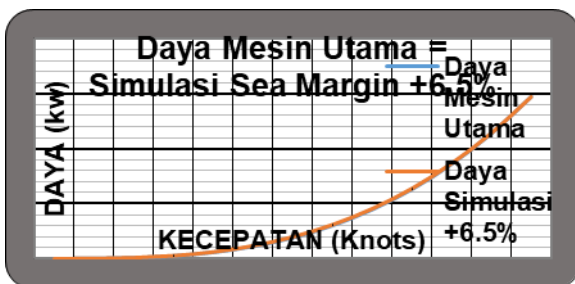 Daya Mesin Utama =
Simulasi Sea Margin +6.5%
DAYA (kw)
KECEPATAN (Knots)
Daya
Mesin
Utama
Daya
Simulasi
+6.5%